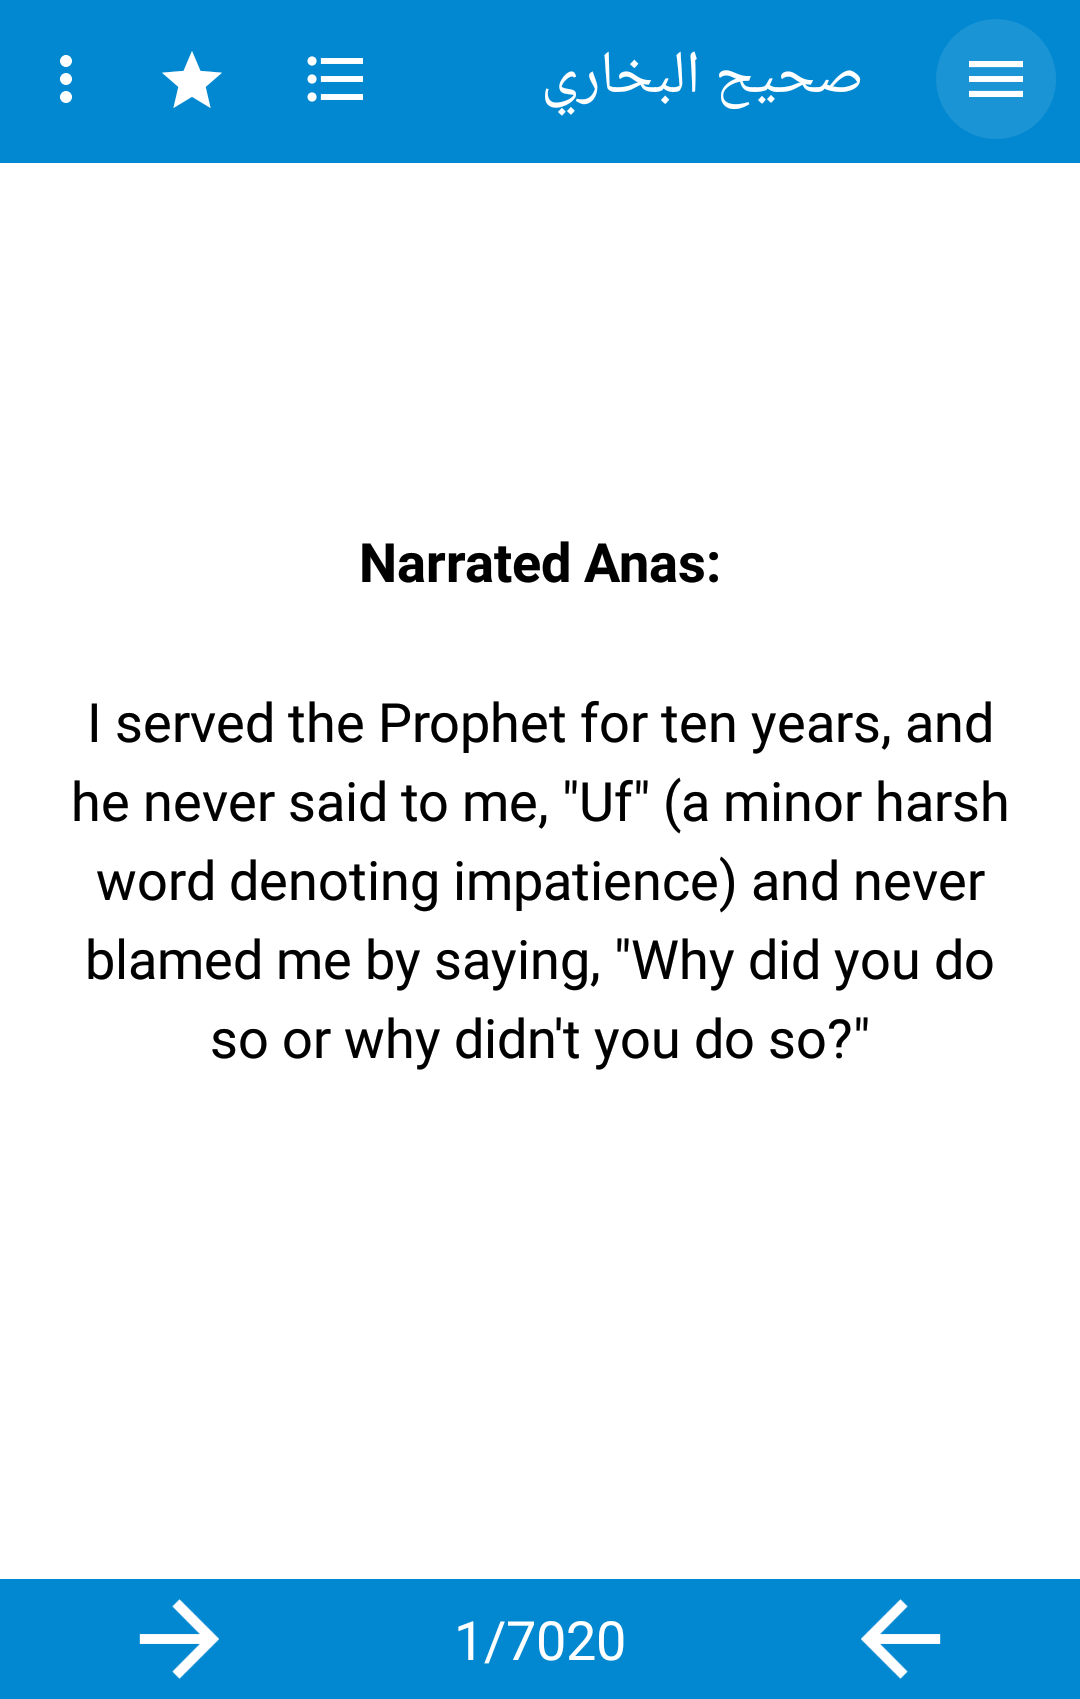 صحيح البخاري
Narrated Anas:
I served the Prophet for ten years, and
he never said to me, "Uf" (a minor harsh
word denoting impatience) and never
blamed me by saying, "Why did you do
so or why didn't you do so?"
1/7020